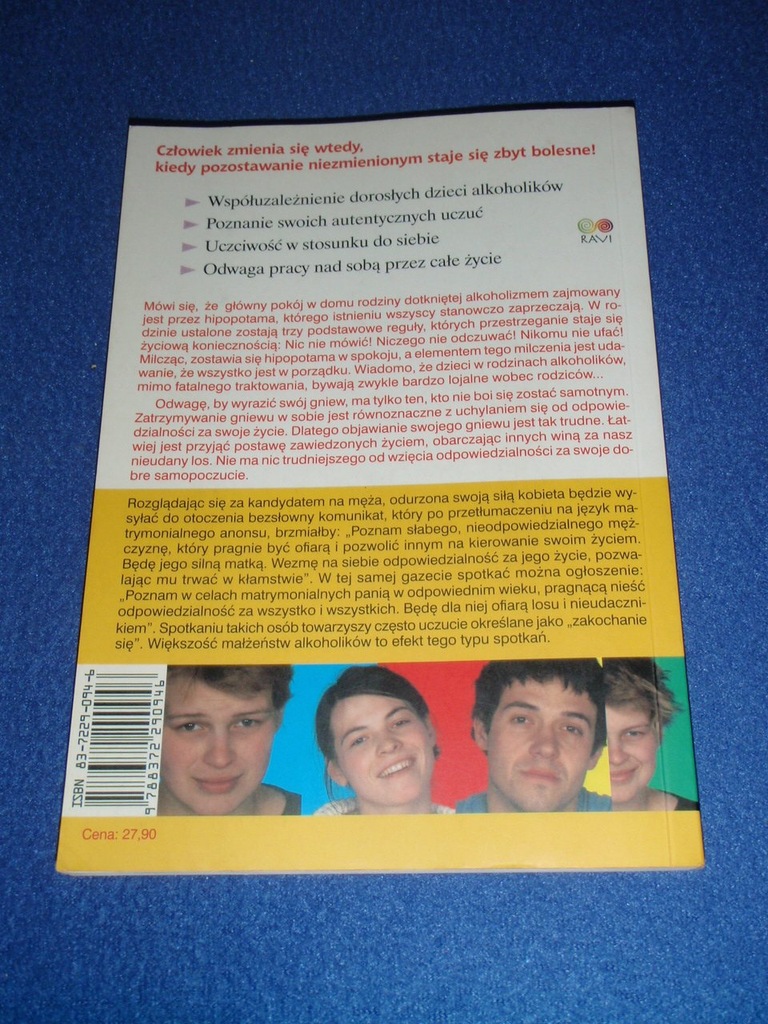 Człowiek zmienia się wtedy,
kiedy pozostawanie niezmienionym staje się zbyt bolesne!
Współuzależnienie dorosłych dzieci alkoholików
Poznanie swoich autentycznych uczuć
Uczciwość w stosunku do siebie
Odwaga pracy nad sobą przez całe życie
RAVI
Mówi się, że główny pokój w domu rodziny dotkniętej alkoholizmem zajmowany
jest przez hipopotama, którego istnieniu wszyscy stanowczo zaprzeczają. W ro-
dzinie ustalone zostają trzy podstawowe reguły, których przestrzeganie staje się
życiową koniecznością: Nic nie mówić! Niczego nie odczuwać! Nikomu nie ufać!
Milcząc, zostawia się hipopotama w spokoju, a elementem tego milczenia jest uda-
wanie, że wszystko jest w porządku. Wiadomo, że dzieci w rodzinach alkoholików,
mimo fatalnego traktowania, bywają zwykle bardzo lojalne wobec rodziców...
Odwagę, by wyrazić swój gniew, ma tylko ten, kto nie boi się zostać samotnym.
Zatrzymywanie gniewu w sobie jest równoznaczne z uchylaniem się od odpowie-
dzialności za swoje życie. Dlatego objawianie swojego gniewu jest tak trudne. Łat-
wiej jest przyjąć postawę zawiedzonych życiem, obarczając innych winą za nasz
nieudany los. Nie ma nic trudniejszego od wzięcia odpowiedzialności za swoje do-
bre samopoczucie.
Rozglądając się za kandydatem na męża, odurzona swoją siłą kobieta będzie wy-
syłać do otoczenia bezsłowny komunikat, który po przetłumaczeniu na język ma-
trymonialnego anonsu, brzmiałby: „Poznam słabego, nieodpowiedzialnego męż-
czyznę, który pragnie być ofiarą i pozwolić innym na kierowanie swoim życiem.
Będę jego silną matką. Wezmę na siebie odpowiedzialność za jego życie, pozwa-
lając mu trwać w kłamstwie". W tej samej gazecie spotkać można ogłoszenie:
„Poznam w celach matrymonialnych panią w odpowiednim wieku, pragnącą nieść
odpowiedzialność za wszystko i wszystkich. Będę dla niej ofiarą losu i nieudaczni-
kiem". Spotkaniu takich osób towarzyszy często uczucie określane jako „zakochanie
się". Większość małżeństw alkoholików to efekt tego typu spotkań.
ISBN 83-7229-094-6
9 788372 290946
Cena: 27,90